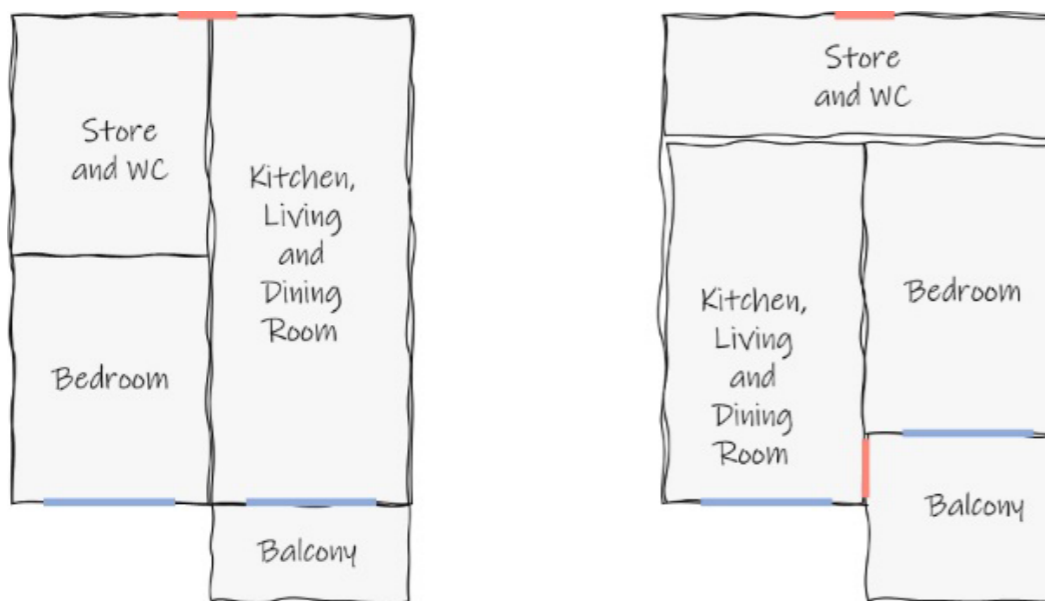 Store
and WC
Kitchen,
Living
and
Dining
Room
Bedroom
Balcony
Store
and WC
Kitchen,
Living
and
Dining
Room
Bedroom
Balcony